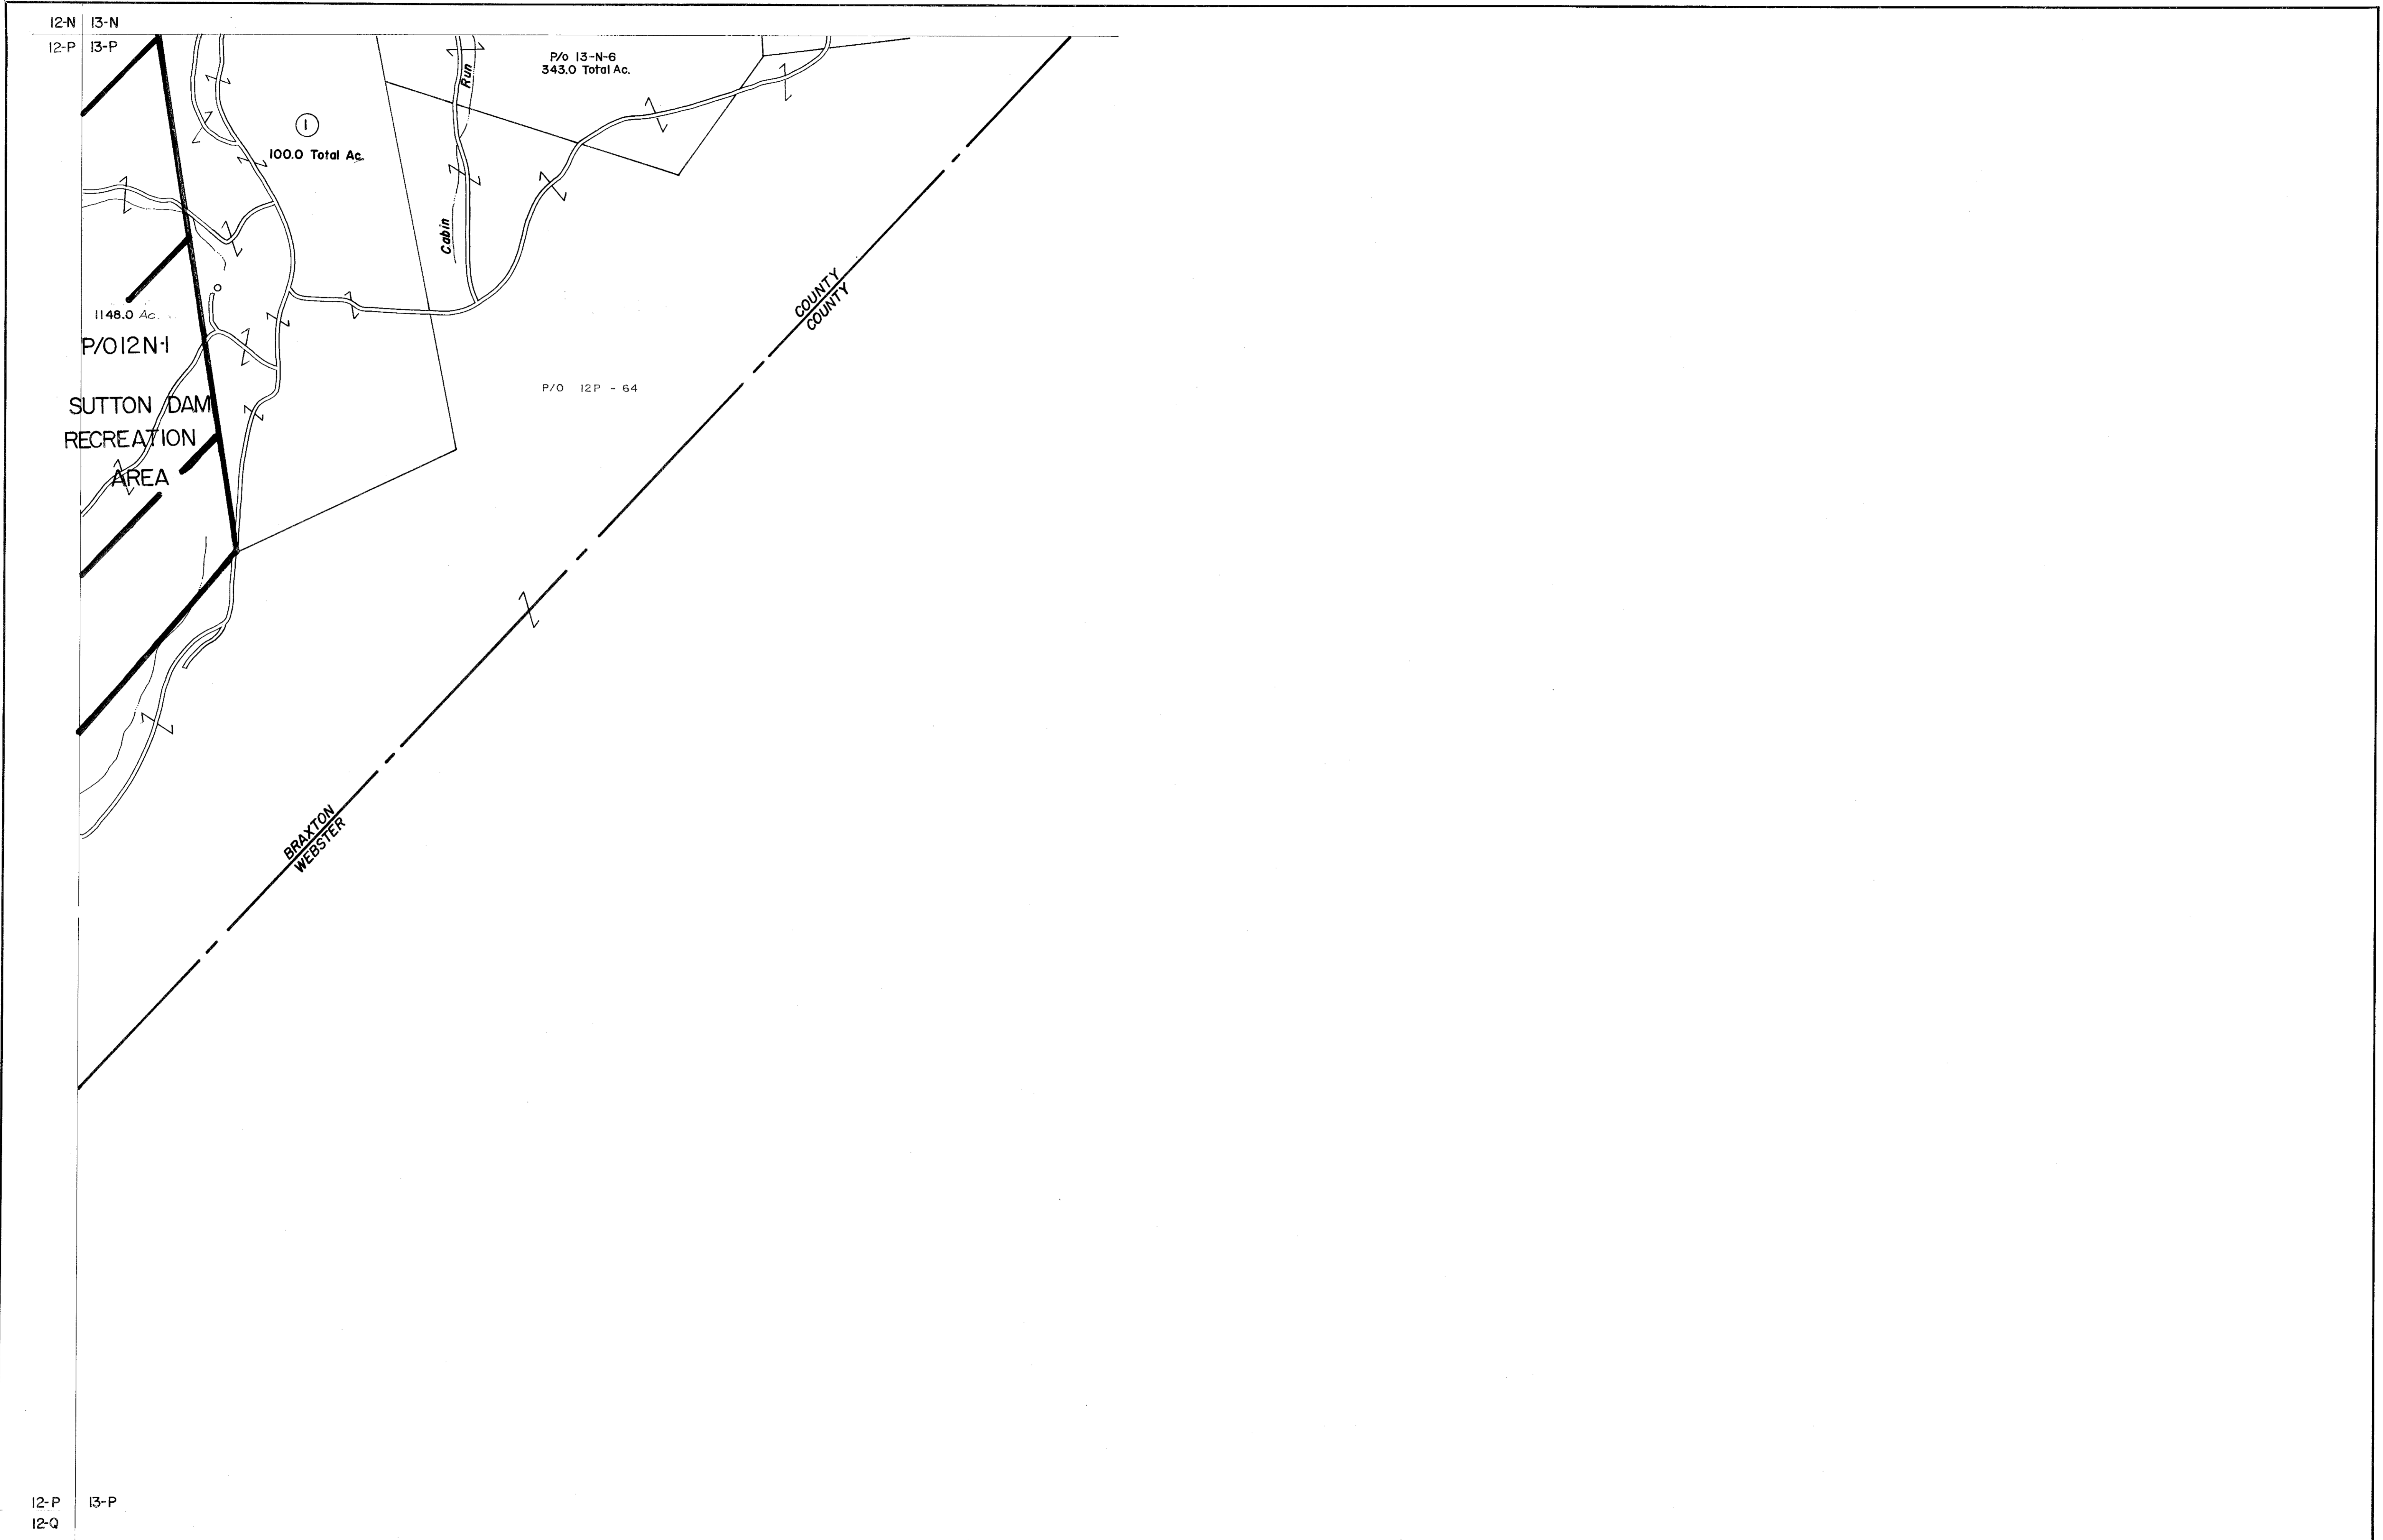 12-N 13-N
12-P 13-P
P/o 13-N-6
343.0 Total Ac.
Run
1
100.0 Total Ac.
Cabin
COUNTY
COUNTY
1148.0 Ac.
P/O12N-1
P/O 12P - 64
SUTTON DAM
RECREATION
AREA
BRAXTON
WEBSTER
12-P 13-P
12-Q